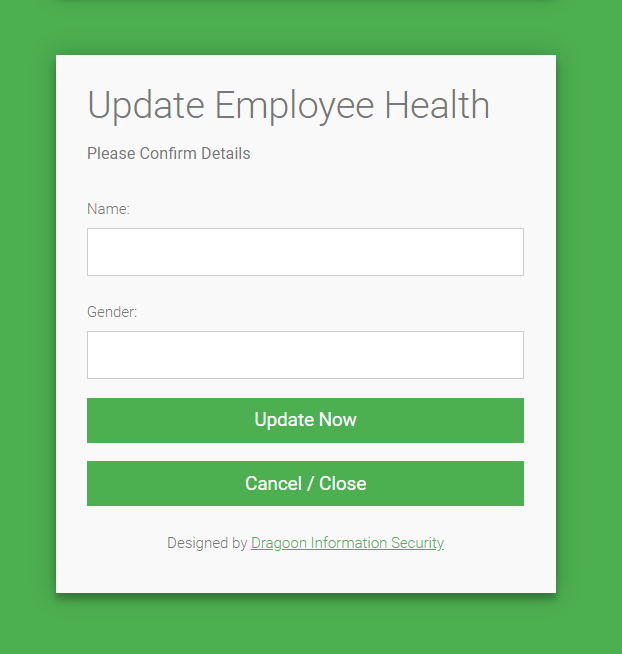 Update Employee Health
Please Confirm Details
Name:
Gender:
Update Now
Cancel / Close
Designed by Dragoon Information Security